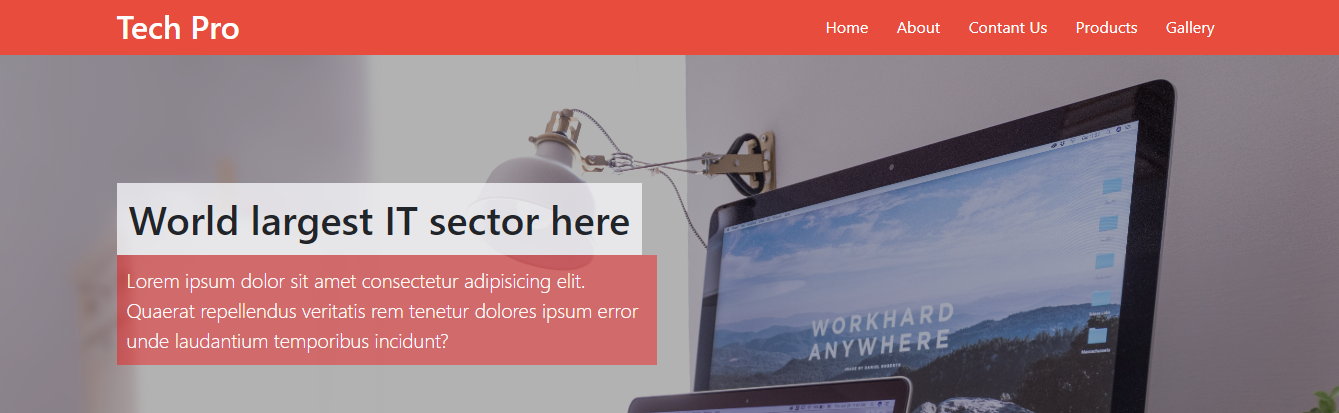 Tech Pro
Home About Contant Us Products Gallery
World largest IT sector here
Lorem ipsum dolor sit amet consectetur adipisicing elit.
Quaerat repellendus veritatis rem tenetur dolores ipsum error
unde laudantium temporibus incidunt?
WORKHARD
ANYWHERE